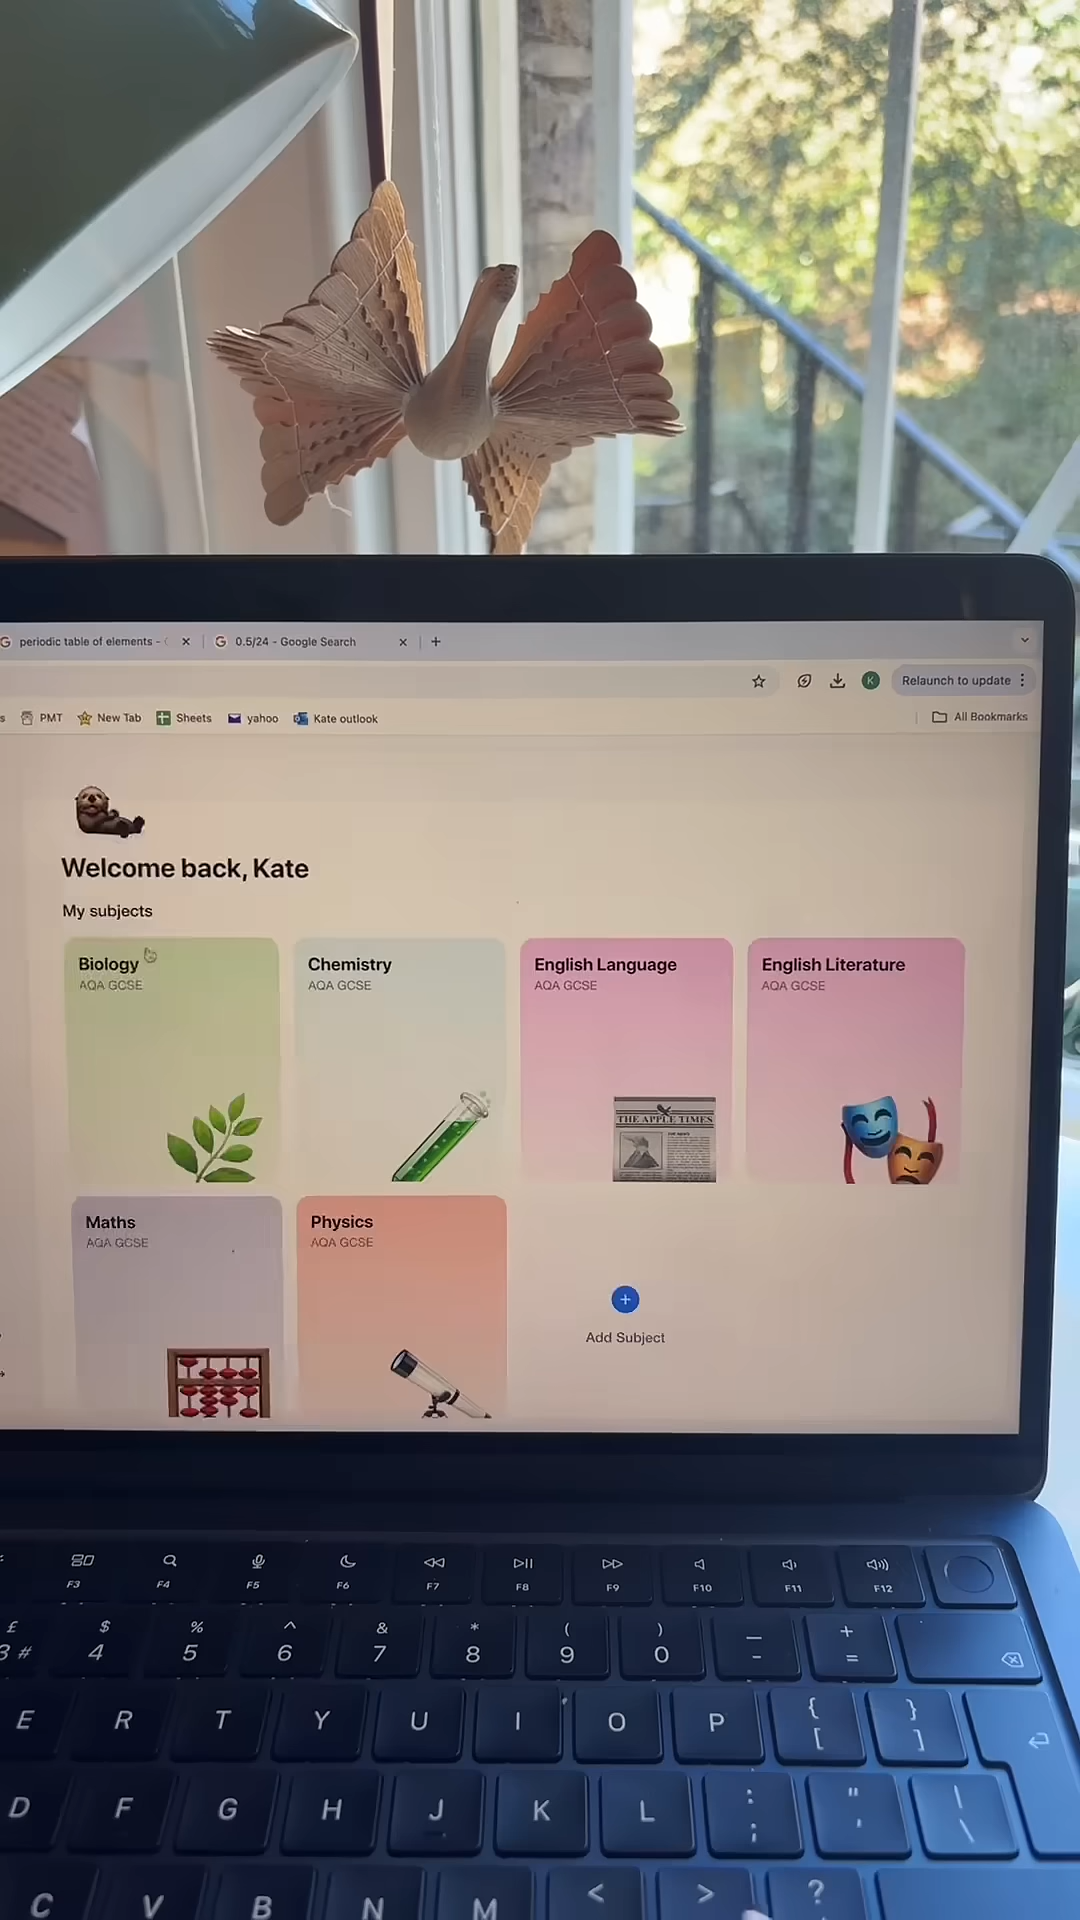 periodic table of elements -
0.5/24 - Google Search
Relaunch to update
K
PMT
New Tab
Sheets
yahoo
Kate outlook
All Bookmarks
Welcome back, Kate
My subjects
Biology
AQA GCSE
Chemistry
AQA GCSE
English Language
AQA GCSE
THE APPLE TIMES
English Literature
AQA GCSE
Maths
AQA GCSE
Physics
AQA GCSE
Add Subject
F3 F4 F5 F6 F7 F8 F9 F10 F11 F12
£ $ % ^ & * ( ) — +
3 # 4 5 6 7 8 9 0 - =
E R T Y U I O P { [ } ]
D F G H J K L : ; " ' | \
C V B N M < > ?